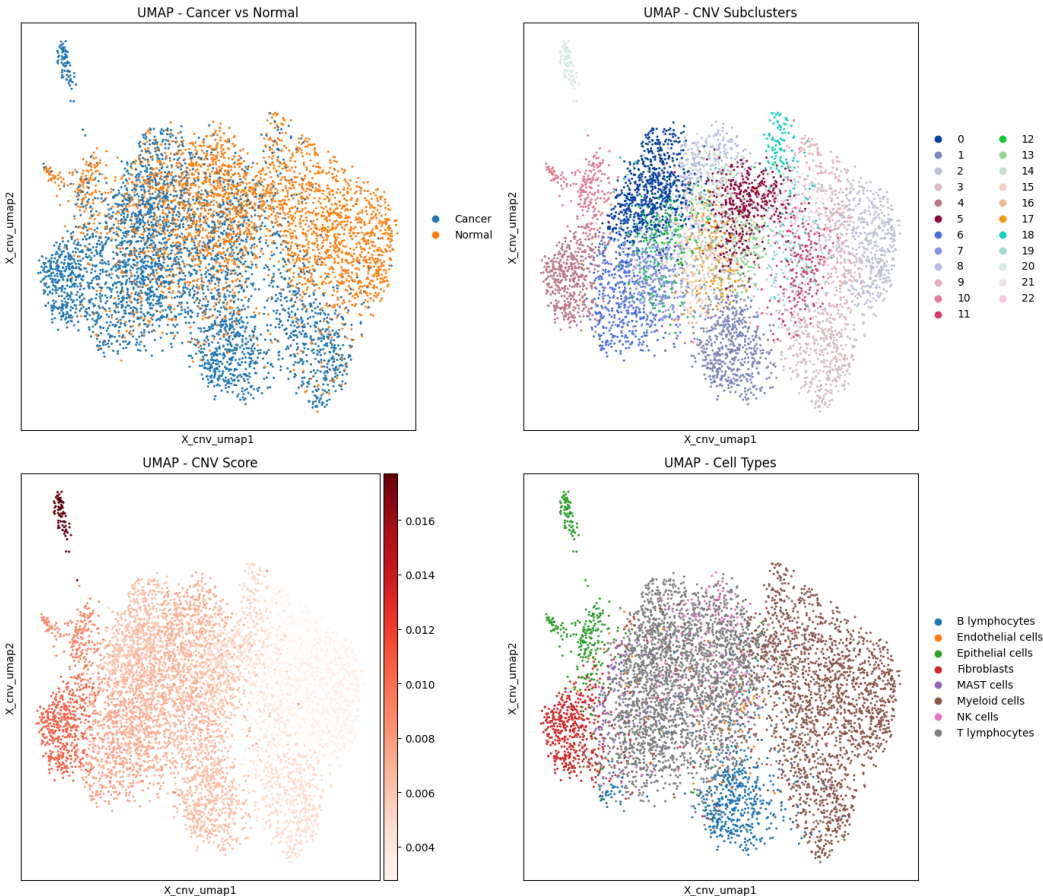 UMAP - Cancer vs Normal
X_cnv_umap2
X_cnv_umap1
Cancer
Normal
UMAP - CNV Subclusters
X_cnv_umap2
X_cnv_umap1
0
1
2
3
4
5
6
7
8
9
10
11
12
13
14
15
16
17
18
19
20
21
22
UMAP - CNV Score
X_cnv_umap2
X_cnv_umap1
0.016
0.014
0.012
0.010
0.008
0.006
0.004
UMAP - Cell Types
X_cnv_umap2
X_cnv_umap1
B lymphocytes
Endothelial cells
Epithelial cells
Fibroblasts
MAST cells
Myeloid cells
NK cells
T lymphocytes